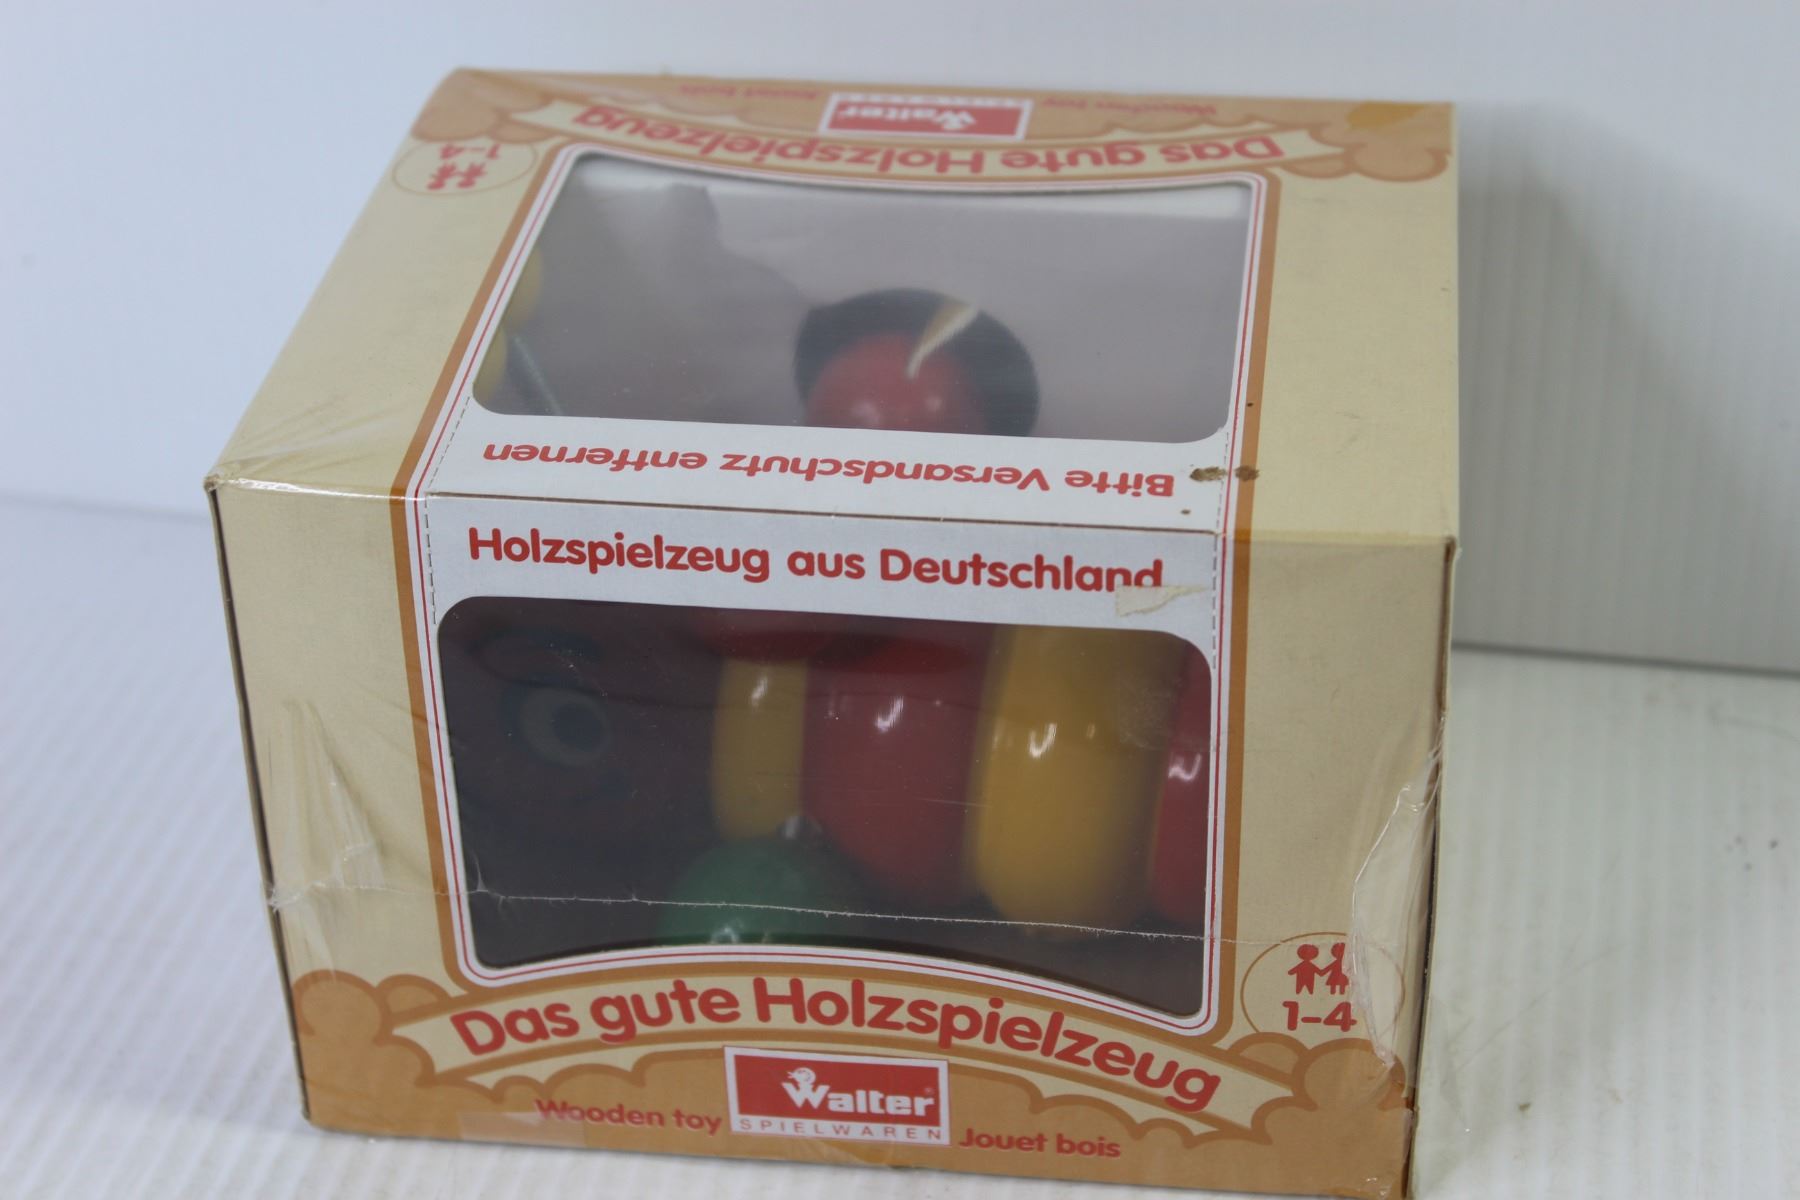 Wooden toy
Walter
Jouet bois
Das gute Holzspielzeug
1-4
Bitte Versandschutz entfernen
Holzspielzeug aus Deutschland
1-4
Das gute Holzspielzeug
Wooden toy
Walter
SPIELWAREN
Jouet bois